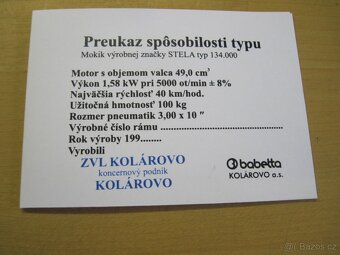 Preukaz spôsobilosti typu
Mokik výrobnej značky STELA typ 134.000
Motor s objemom valca 49,0 cm³
Výkon 1,58 kW pri 5000 ot/min ± 8%
Najväčšia rýchlosť 40 km/hod.
Užitočná hmotnosť 100 kg
Rozmer pneumatik 3,00 x 10 ″
Výrobné číslo rámu .......................................
Rok výroby 199........
Vyrobili
ZVL KOLÁROVO
koncernový podnik
KOLÁROVO
babetta
KOLÁROVO a.s.
bazos.cz